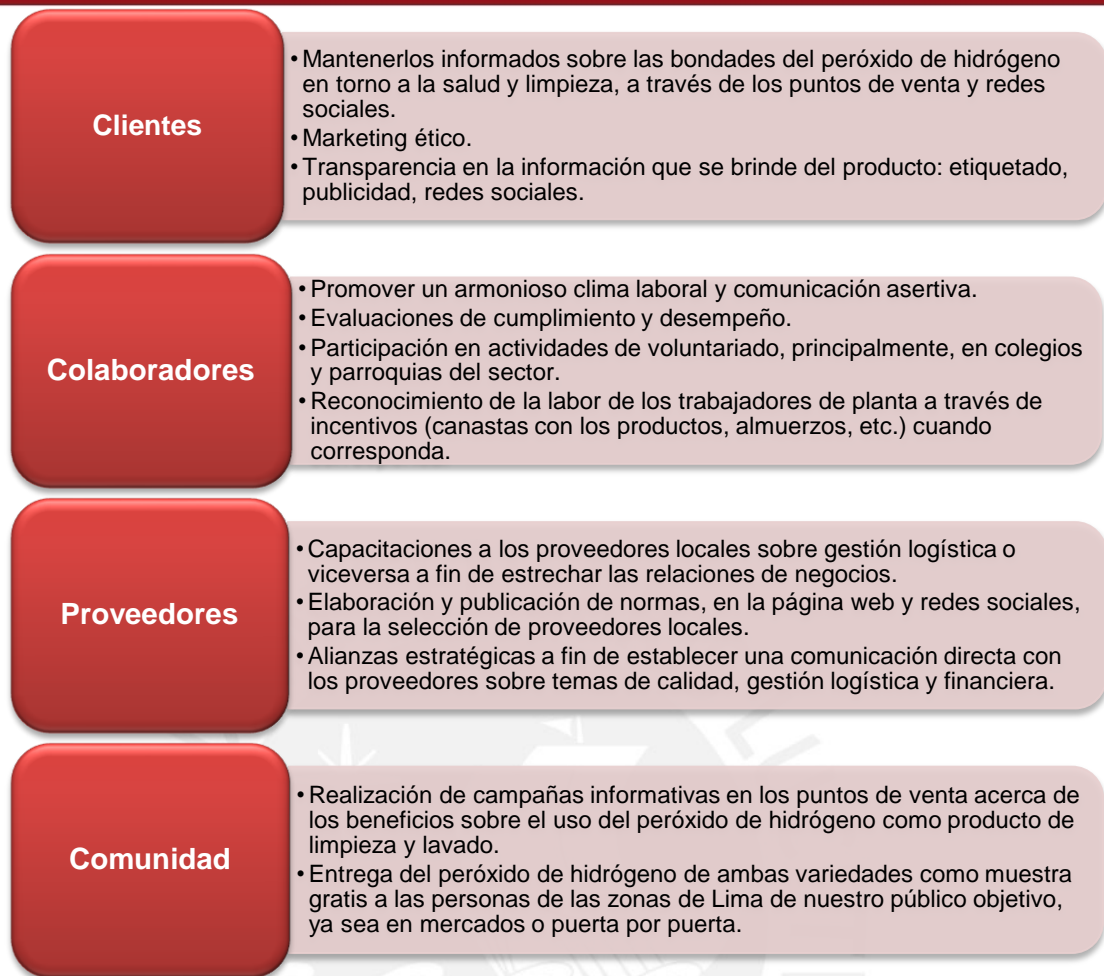 Clientes
• Mantenerlos informados sobre las bondades del peróxido de hidrógeno
en torno a la salud y limpieza, a través de los puntos de venta y redes
sociales.
• Marketing ético.
• Transparencia en la información que se brinde del producto: etiquetado,
publicidad, redes sociales.
Colaboradores
• Promover un armonioso clima laboral y comunicación asertiva.
• Evaluaciones de cumplimiento y desempeño.
• Participación en actividades de voluntariado, principalmente, en colegios
y parroquias del sector.
• Reconocimiento de la labor de los trabajadores de planta a través de
incentivos (canastas con los productos, almuerzos, etc.) cuando
corresponda.
Proveedores
• Capacitaciones a los proveedores locales sobre gestión logística o
viceversa a fin de estrechar las relaciones de negocios.
• Elaboración y publicación de normas, en la página web y redes sociales,
para la selección de proveedores locales.
• Alianzas estratégicas a fin de establecer una comunicación directa con
los proveedores sobre temas de calidad, gestión logística y financiera.
Comunidad
• Realización de campañas informativas en los puntos de venta acerca de
los beneficios sobre el uso del peróxido de hidrógeno como producto de
limpieza y lavado.
• Entrega del peróxido de hidrógeno de ambas variedades como muestra
gratis a las personas de las zonas de Lima de nuestro público objetivo,
ya sea en mercados o puerta por puerta.